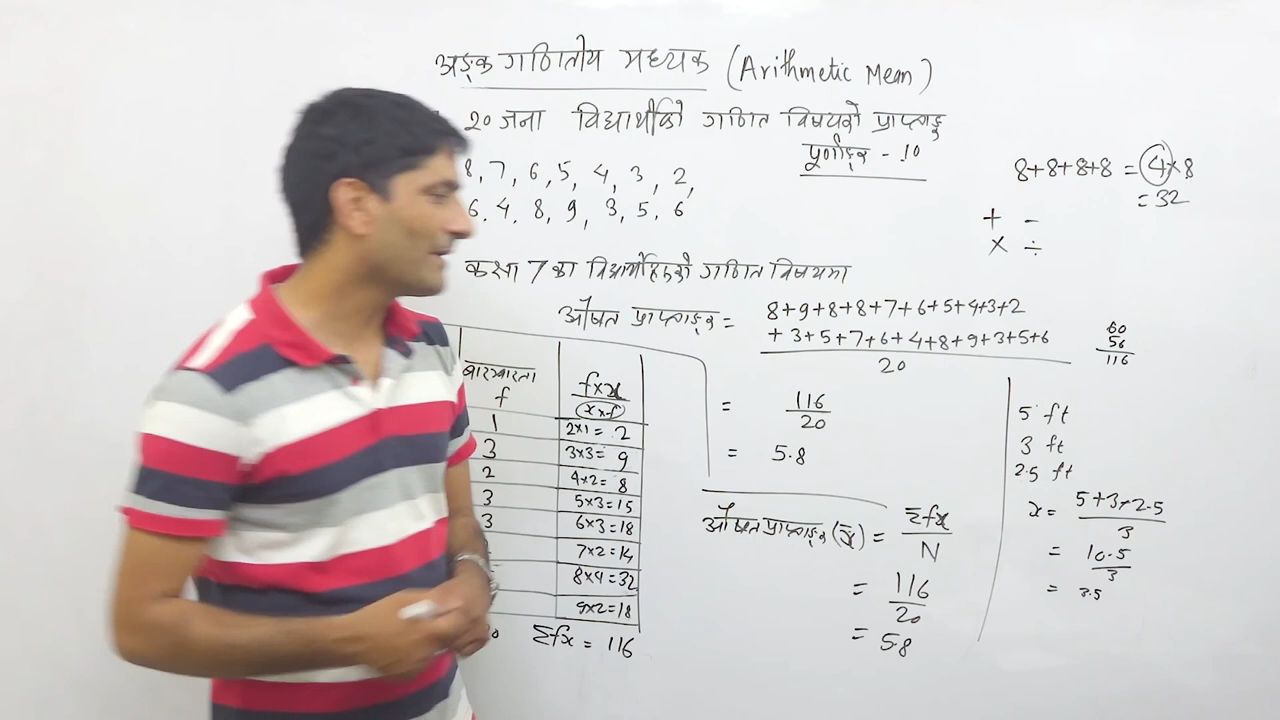 अङ्क गणितीय मध्यक (Arithmetic Mean)
20 जना विद्यार्थीको गणित विषयको प्राप्ताङ्क
पूर्णाङ्क - 10
8, 7, 6, 5, 4, 3, 2,
6, 4, 8, 9, 3, 5, 6
8+8+8+8 = 4×8
= 32
+ -
× ÷
कक्षा 7 का विद्यार्थीहरुको गणित विषयमा
औषत प्राप्ताङ्क = 8+9+8+8+7+6+5+4+3+2
+3+5+7+6+4+8+9+3+5+6
20
60
56
116
= 116
20
= 5.8
बारम्बारता
f
f×x
(x×f)
1
2×1 = 2
3
3×3= 9
2
4×2= 8
3
5×3=15
3
6×3=18
7×2=14
8×4=32
9×2=18
Σfx = 116
औषत प्राप्ताङ्क (x̄) = Σfx
N
= 116
20
= 5.8
5 ft
3 ft
2.5 ft
x = 5+3+2.5
3
= 10.5
3
= 3.5